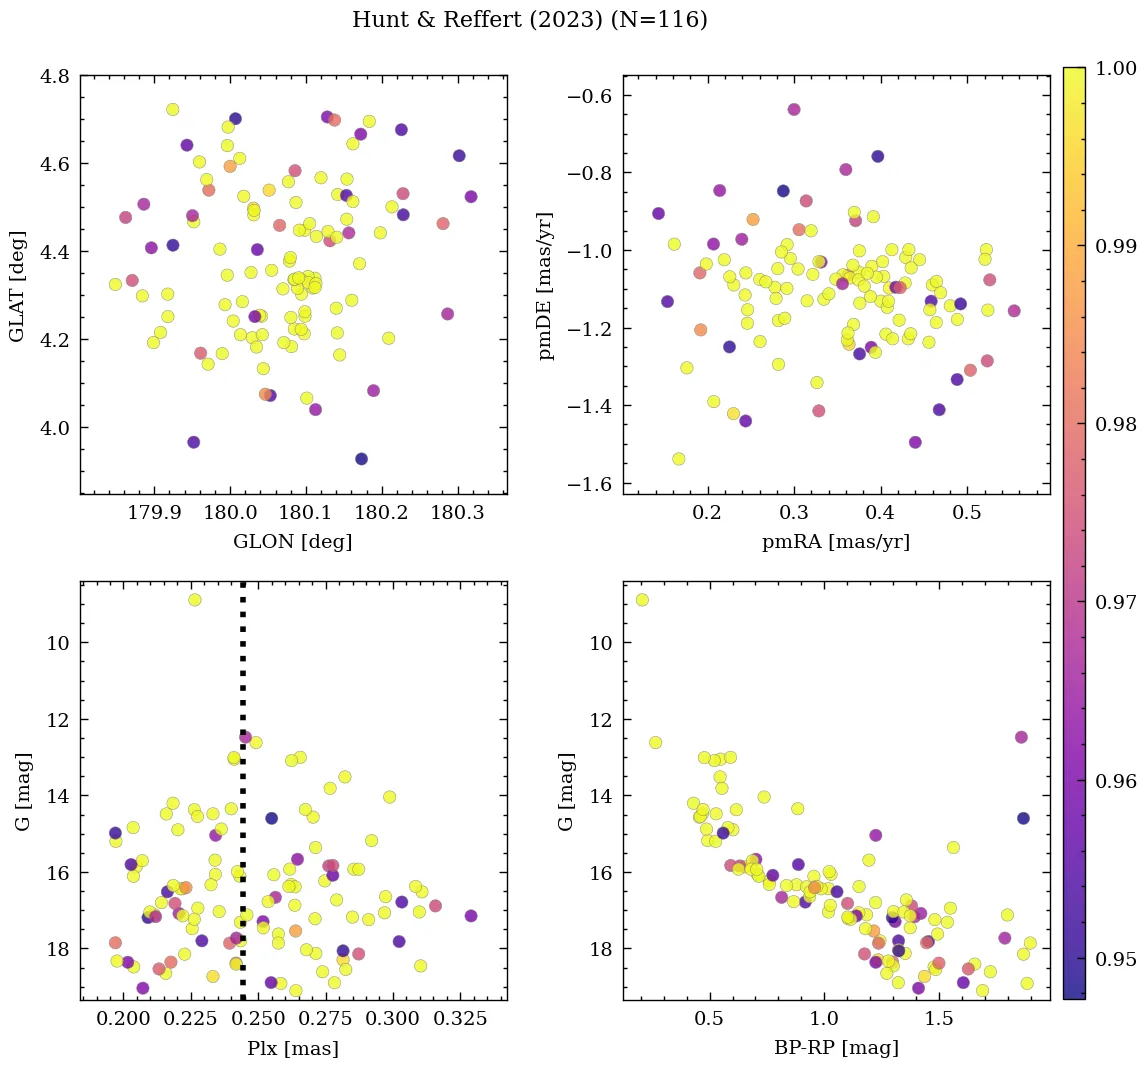 Hunt & Reffert (2023) (N=116)
4.8
4.6
4.4
4.2
4.0
GLAT [deg]
179.9 180.0 180.1 180.2 180.3
GLON [deg]
−0.6
−0.8
−1.0
−1.2
−1.4
−1.6
pmDE [mas/yr]
0.2 0.3 0.4 0.5
pmRA [mas/yr]
1.00
0.99
0.98
0.97
0.96
0.95
10
12
14
16
18
G [mag]
0.200 0.225 0.250 0.275 0.300 0.325
Plx [mas]
10
12
14
16
18
G [mag]
0.5 1.0 1.5
BP-RP [mag]